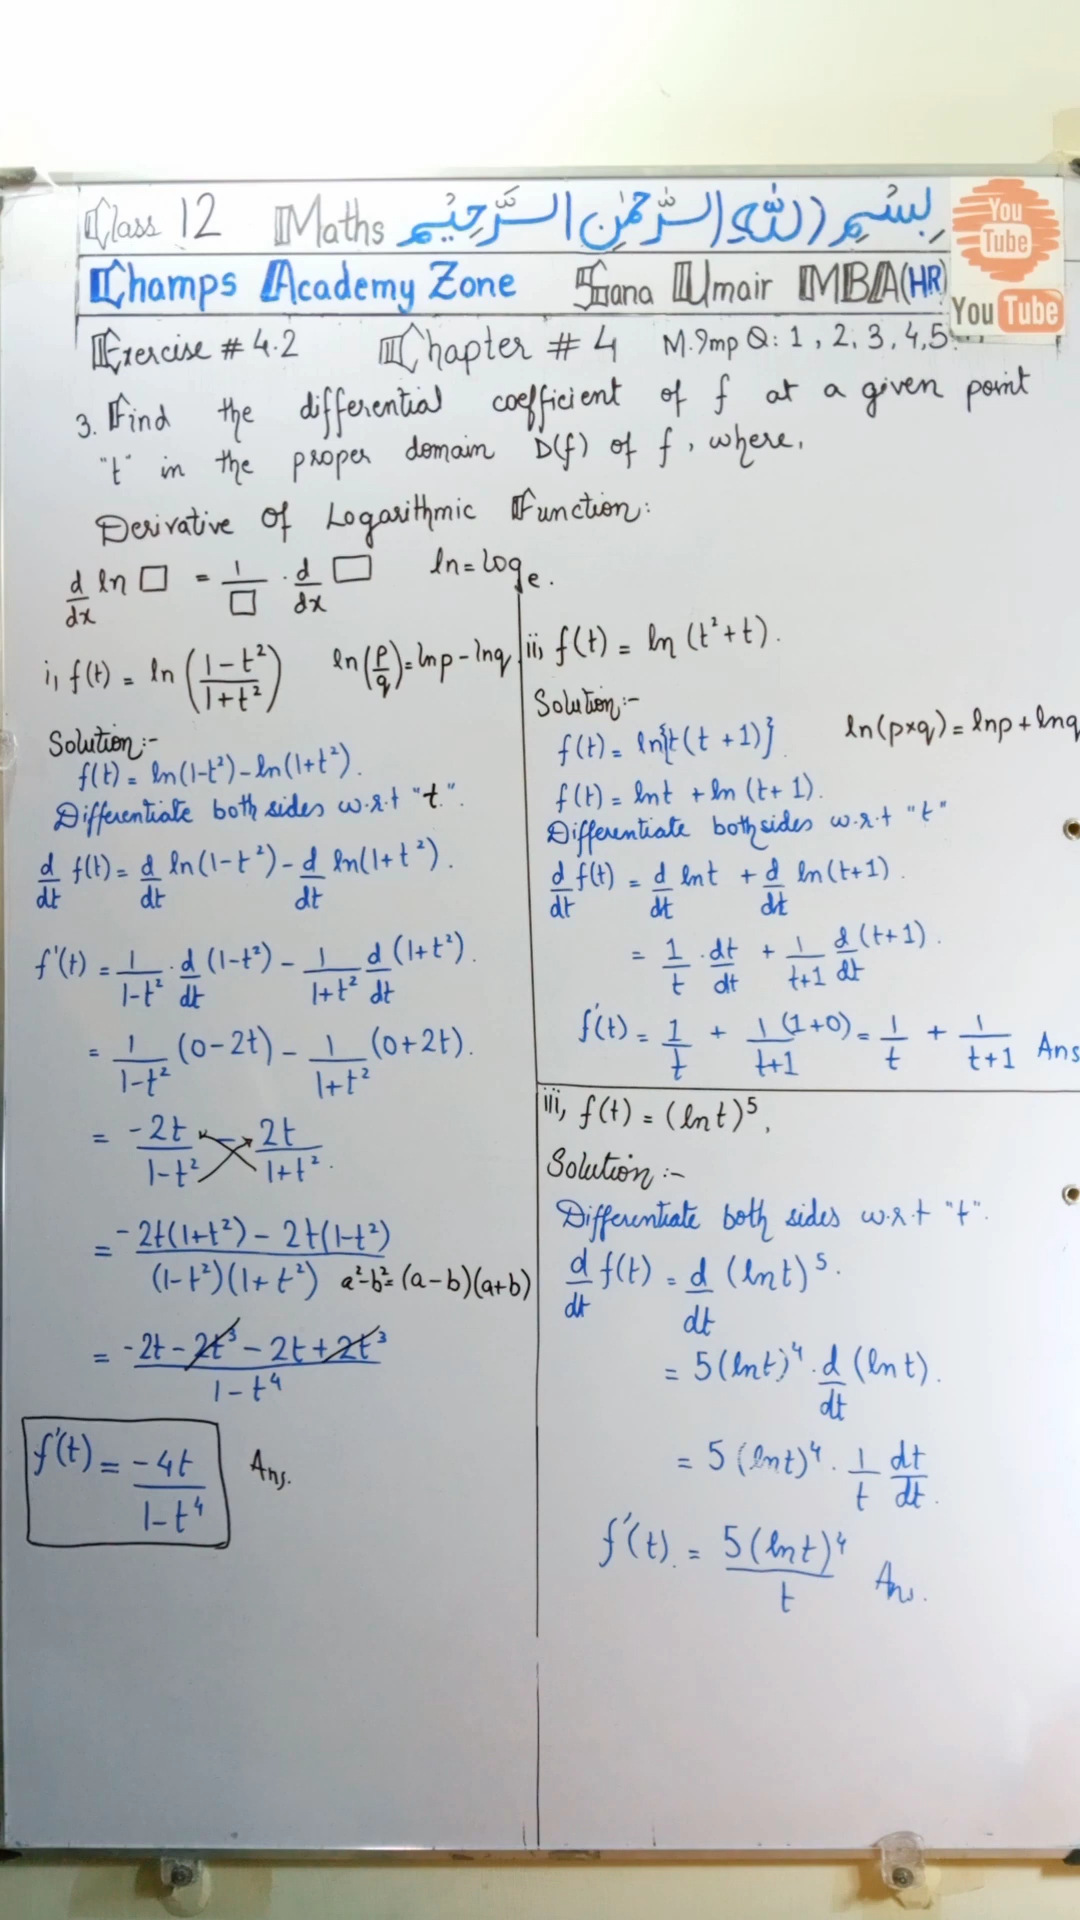 Class 12 Maths بِسْمِ اللّٰهِ الرَّحْمٰنِ الرَّحِيْمِ
You
Tube
Champs Academy Zone Sana Umair MBA(HR)
YouTube
Exercise # 4.2 Chapter # 4 M.Imp Q: 1, 2, 3, 4, 5.
3. Find the differential coefficient of f at a given point
"t" in the proper domain D(f) of f, where,
Derivative of Logarithmic Function:
d/dx ln □ = 1/□ . d/dx □ ln = loge.
i, f(t) = ln ((1-t²)/(1+t²)) ln(p/q) = lnp - lnq
Solution:-
f(t) = ln(1-t²) - ln(1+t²).
Differentiate both sides w.r.t "t".
d/dt f(t) = d/dt ln(1-t²) - d/dt ln(1+t²).
f'(t) = 1/(1-t²) . d/dt (1-t²) - 1/(1+t²) d/dt (1+t²).
= 1/(1-t²) (0-2t) - 1/(1+t²) (0+2t).
= -2t/(1-t²) - 2t/(1+t²).
= (-2t(1+t²) - 2t(1-t²))/((1-t²)(1+t²)) a²-b² = (a-b)(a+b)
= (-2t - 2t³ - 2t + 2t³)/(1-t⁴)
f'(t) = -4t/(1-t⁴) Ans.
ii, f(t) = ln (t²+t).
Solution:-
f(t) = ln{t(t+1)} ln(p×q) = lnp + lnq
f(t) = lnt + ln (t+1).
Differentiate both sides w.r.t "t"
d/dt f(t) = d/dt lnt + d/dt ln(t+1).
= 1/t . dt/dt + 1/(t+1) d/dt (t+1).
f'(t) = 1/t + 1/(t+1) (1+0) = 1/t + 1/(t+1) Ans
iii, f(t) = (lnt)⁵,
Solution:-
Differentiate both sides w.r.t "t".
d/dt f(t) = d/dt (lnt)⁵.
= 5(lnt)⁴ . d/dt (lnt).
= 5(lnt)⁴ . 1/t dt/dt.
f'(t) = 5(lnt)⁴/t Ans.